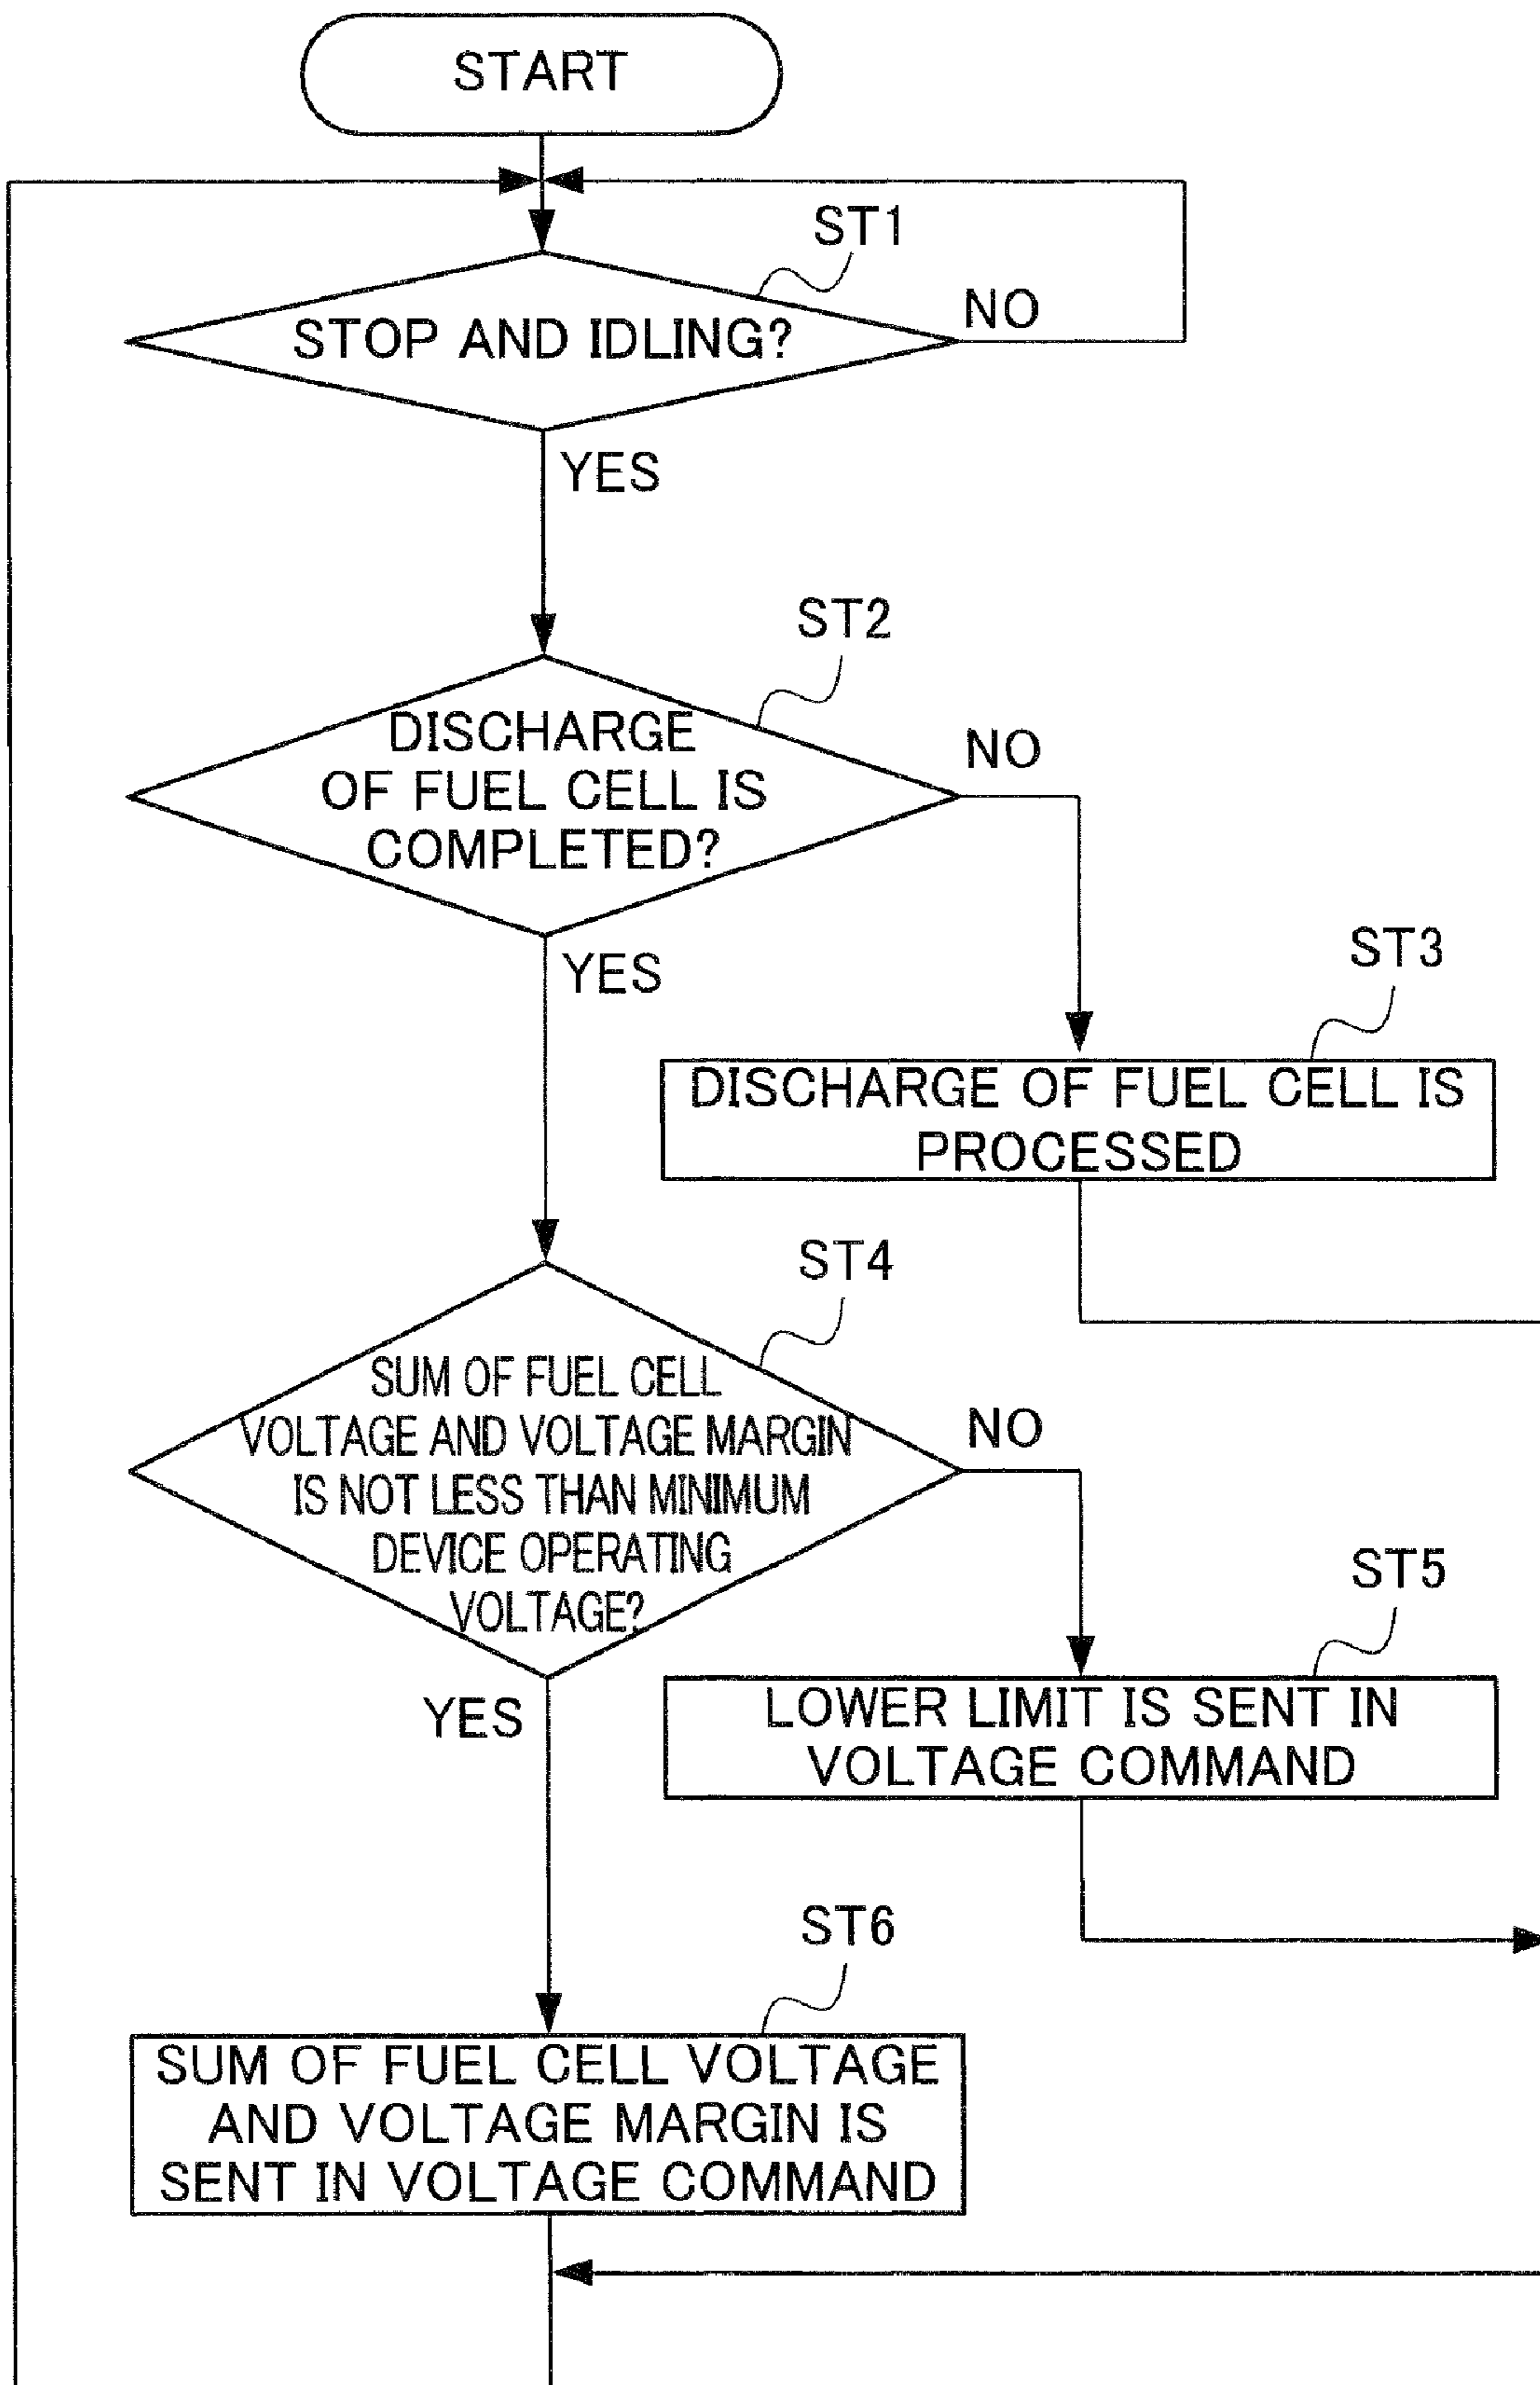 START
ST1
STOP AND IDLING?
NO
YES
ST2
DISCHARGE
OF FUEL CELL IS
COMPLETED?
NO
YES
ST3
DISCHARGE OF FUEL CELL IS
PROCESSED
ST4
SUM OF FUEL CELL
VOLTAGE AND VOLTAGE MARGIN
IS NOT LESS THAN MINIMUM
DEVICE OPERATING
VOLTAGE?
NO
YES
ST5
LOWER LIMIT IS SENT IN
VOLTAGE COMMAND
ST6
SUM OF FUEL CELL VOLTAGE
AND VOLTAGE MARGIN IS
SENT IN VOLTAGE COMMAND